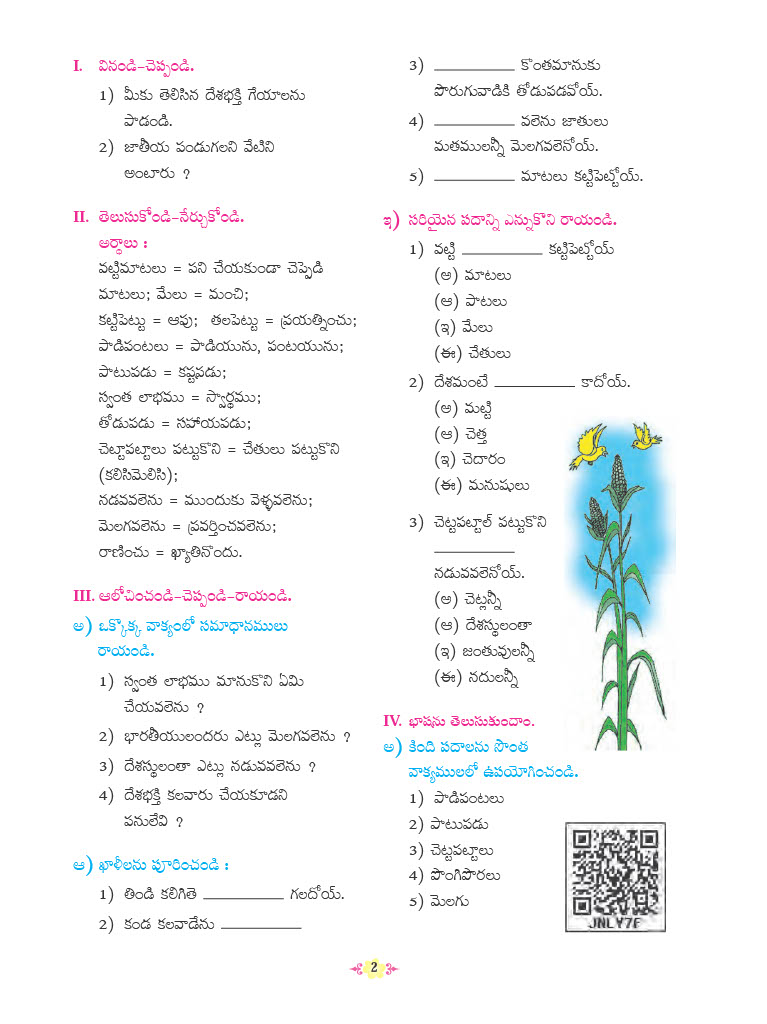 I. వినండి-చెప్పండి.
1) మీకు తెలిసిన దేశభక్తి గేయాలను
పాడండి.
2) జాతీయ పండుగలని వేటిని
అంటారు ?
II. తెలుసుకోండి-నేర్చుకోండి.
అర్థాలు :
వట్టిమాటలు = పని చేయకుండా చెప్పెడి
మాటలు; మేలు = మంచి;
కట్టిపెట్టు = ఆపు; తలపెట్టు = ప్రయత్నించు;
పాడిపంటలు = పాడియును, పంటయును;
పాటుపడు = కష్టపడు;
స్వంత లాభము = స్వార్థము;
తోడుపడు = సహాయపడు;
చెట్టాపట్టాలు పట్టుకొని = చేతులు పట్టుకొని
(కలిసిమెలిసి);
నడవవలెను = ముందుకు వెళ్ళవలెను;
మెలగవలెను = ప్రవర్తించవలెను;
రాణించు = ఖ్యాతినొందు.
III. ఆలోచించండి-చెప్పండి-రాయండి.
అ) ఒక్కొక్క వాక్యంలో సమాధానములు
రాయండి.
1) స్వంత లాభము మానుకొని ఏమి
చేయవలెను ?
2) భారతీయులందరు ఎట్లు మెలగవలెను ?
3) దేశస్థులంతా ఎట్లు నడువవలెను ?
4) దేశభక్తి కలవారు చేయకూడని
పనులేవి ?
ఆ) ఖాళీలను పూరించండి :
1) తిండి కలిగితె __________ గలదోయ్.
2) కండ కలవాడేను __________
3) __________ కొంతమానుకు
పొరుగువాడికి తోడుపడవోయ్.
4) __________ వలెను జాతులు
మతములన్నీ మెలగవలెనోయ్.
5) __________ మాటలు కట్టిపెట్టోయ్.
ఇ) సరియైన పదాన్ని ఎన్నుకొని రాయండి.
1) వట్టి __________ కట్టిపెట్టోయ్
(అ) మాటలు
(ఆ) పాటలు
(ఇ) మేలు
(ఈ) చేతులు
2) దేశమంటే __________ కాదోయ్.
(అ) మట్టి
(ఆ) చెత్త
(ఇ) చెదారం
(ఈ) మనుషులు
3) చెట్టపట్టాల్ పట్టుకొని
__________
నడువవలెనోయ్.
(అ) చెట్లన్నీ
(ఆ) దేశస్థులంతా
(ఇ) జంతువులన్నీ
(ఈ) నదులన్నీ
IV. భాషను తెలుసుకుందాం.
అ) కింది పదాలను సొంత
వాక్యములలో ఉపయోగించండి.
1) పాడిపంటలు
2) పాటుపడు
3) చెట్టపట్టాలు
4) పొంగిపొరలు
5) మెలగు
JNLY7F
2